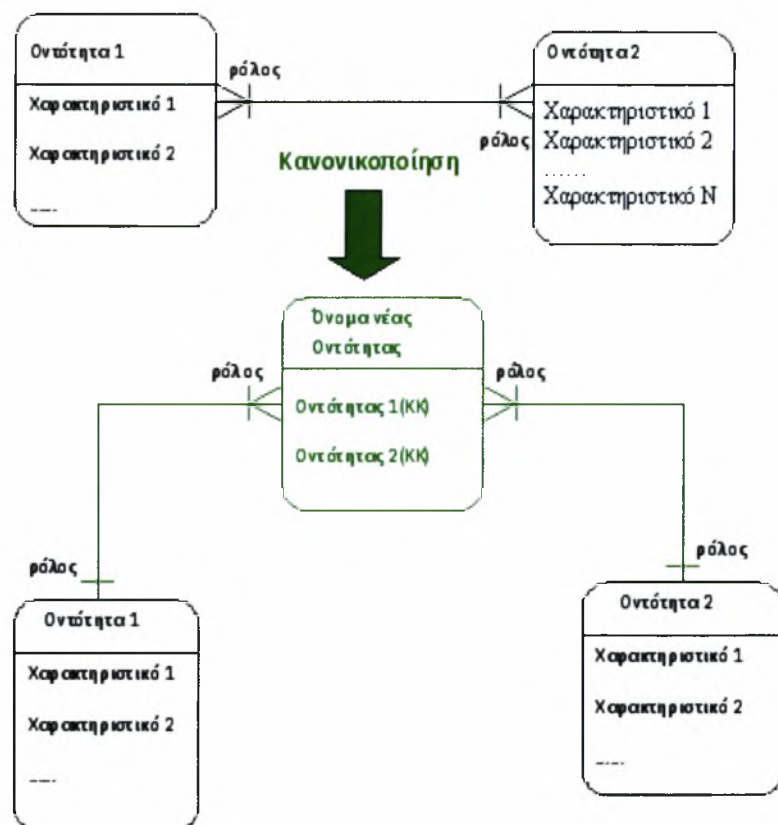 Οντότητα 1
Χαρακτηριστικό 1
Χαρακτηριστικό 2
.....
ρόλος
Οντότητα 2
ρόλος
Χαρακτηριστικό 1
Χαρακτηριστικό 2
......
Χαρακτηριστικό Ν
Κανονικοποίηση
Όνομα νέας
Οντότητας
ρόλος
ρόλος
Οντότητας 1(ΚΚ)
Οντότητας 2(ΚΚ)
ρόλος
ρόλος
Οντότητα 1
Χαρακτηριστικό 1
Χαρακτηριστικό 2
.....
Οντότητα 2
Χαρακτηριστικό 1
Χαρακτηριστικό 2
.....